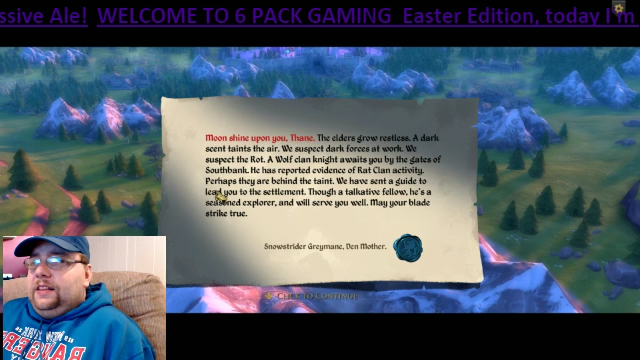 ssive Ale! WELCOME TO 6 PACK GAMING Easter Edition, today I'm
Moon shine upon you, Thane. The elders grow restless. A dark
scent taints the air. We suspect dark forces at work. We
suspect the Rot. A Wolf clan knight awaits you by the gates of
Southbank. He has reported evidence of Rat Clan activity.
Perhaps they are behind the taint. We have sent a guide to
lead you to the settlement. Though a talkative fellow, he's a
seasoned explorer, and will serve you well. May your blade
strike true.
Snowstrider Greymane, Den Mother.
Click to Continue
NEW YORK
RANGERS